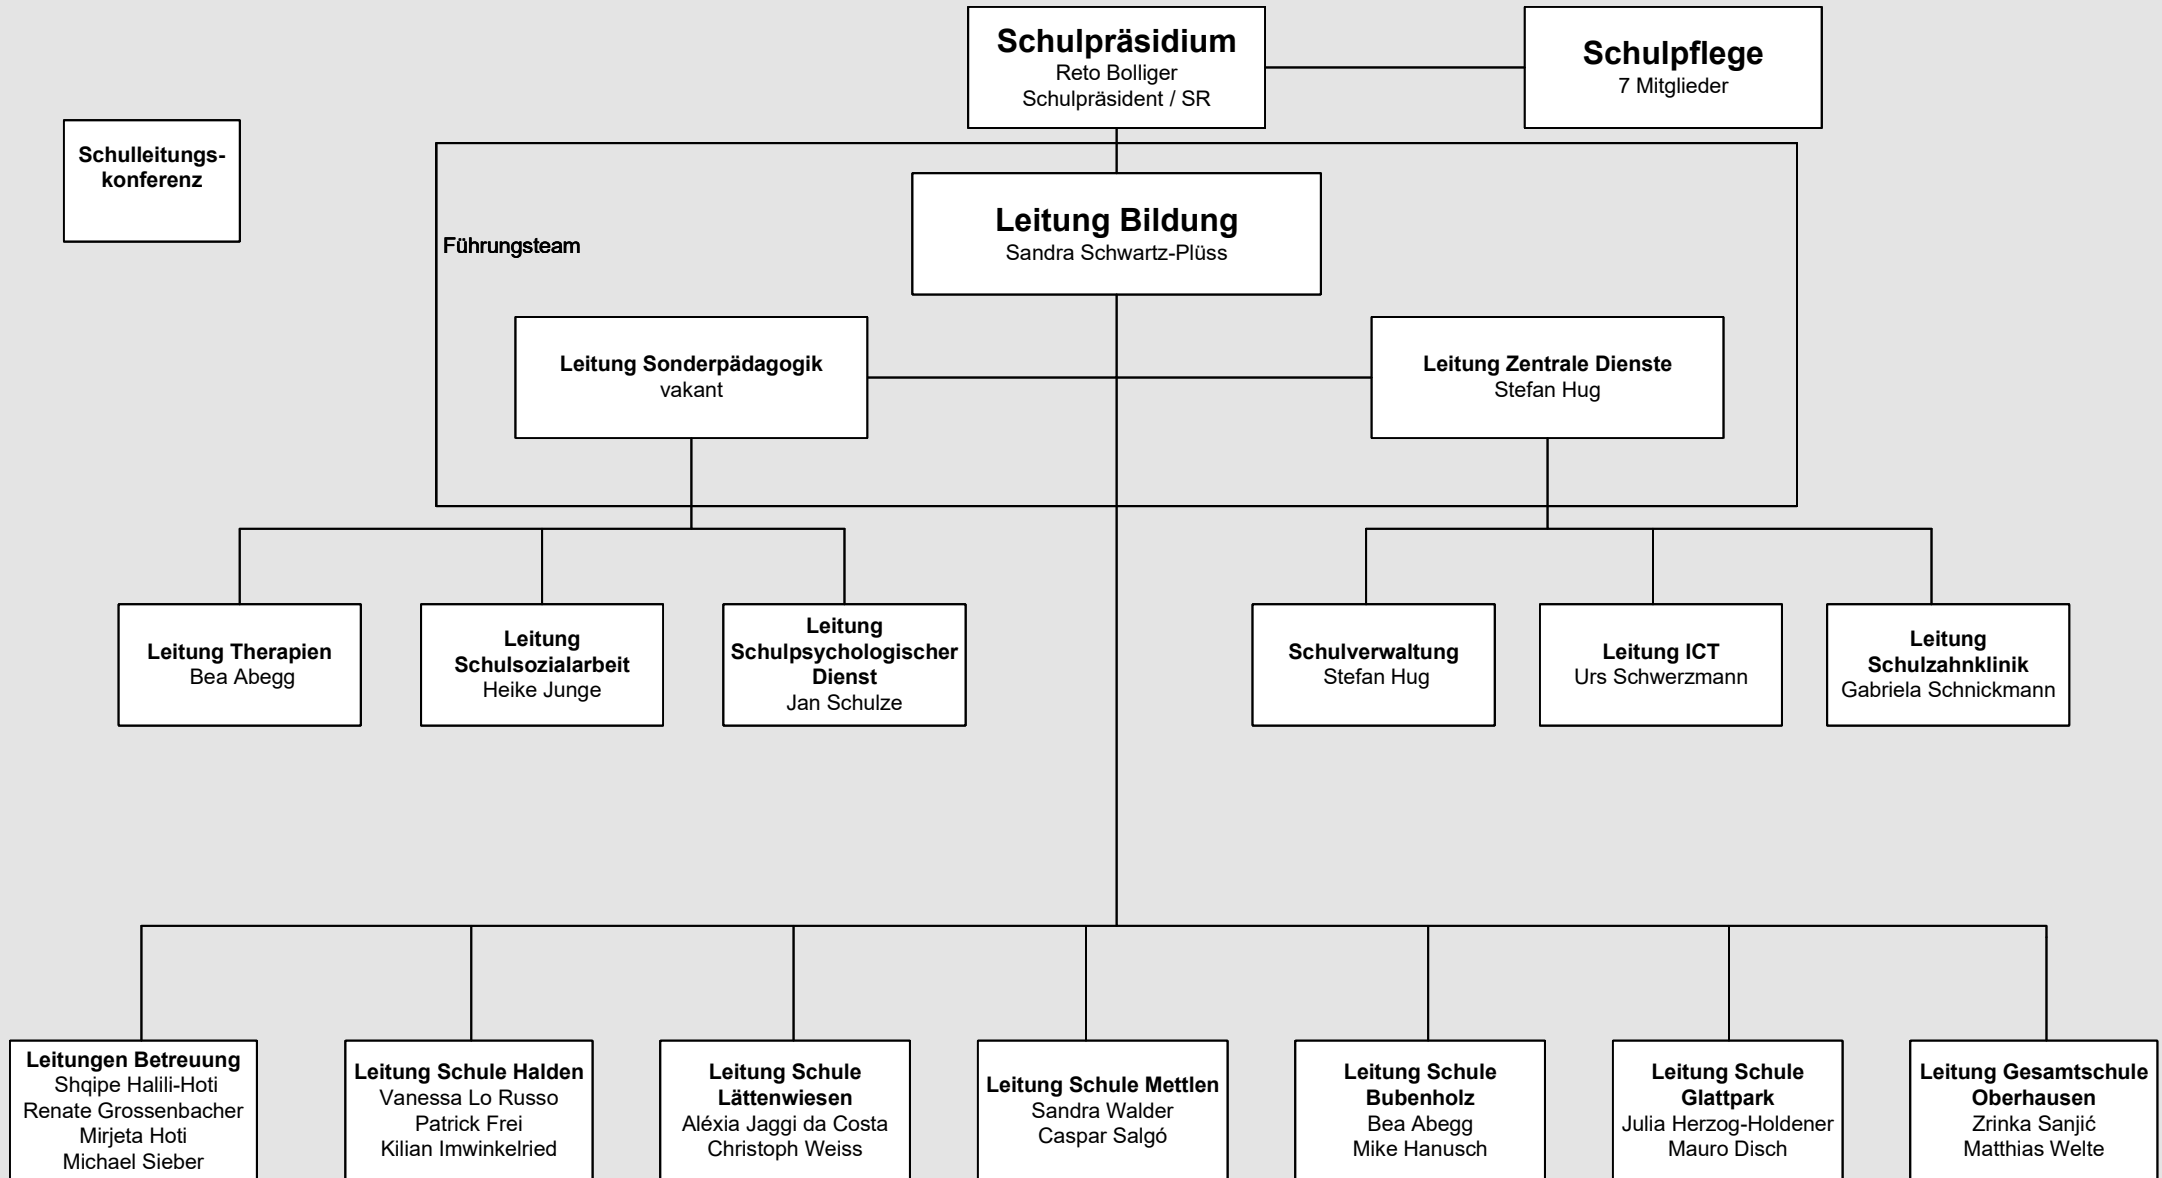 Schulpräsidium
Reto Bolliger
Schulpräsident / SR
Schulpflege
7 Mitglieder
Schulleitungs-
konferenz
Führungsteam
Leitung Bildung
Sandra Schwartz-Plüss
Leitung Sonderpädagogik
vakant
Leitung Zentrale Dienste
Stefan Hug
Leitung Therapien
Bea Abegg
Leitung
Schulsozialarbeit
Heike Junge
Leitung
Schulpsychologischer
Dienst
Jan Schulze
Schulverwaltung
Stefan Hug
Leitung ICT
Urs Schwerzmann
Leitung
Schulzahnklinik
Gabriela Schnickmann
Leitungen Betreuung
Shqipe Halili-Hoti
Renate Grossenbacher
Mirjeta Hoti
Michael Sieber
Leitung Schule Halden
Vanessa Lo Russo
Patrick Frei
Kilian Imwinkelried
Leitung Schule
Lättenwiesen
Aléxia Jaggi da Costa
Christoph Weiss
Leitung Schule Mettlen
Sandra Walder
Caspar Salgó
Leitung Schule
Bubenholz
Bea Abegg
Mike Hanusch
Leitung Schule
Glattpark
Julia Herzog-Holdener
Mauro Disch
Leitung Gesamtschule
Oberhausen
Zrinka Sanjić
Matthias Welte